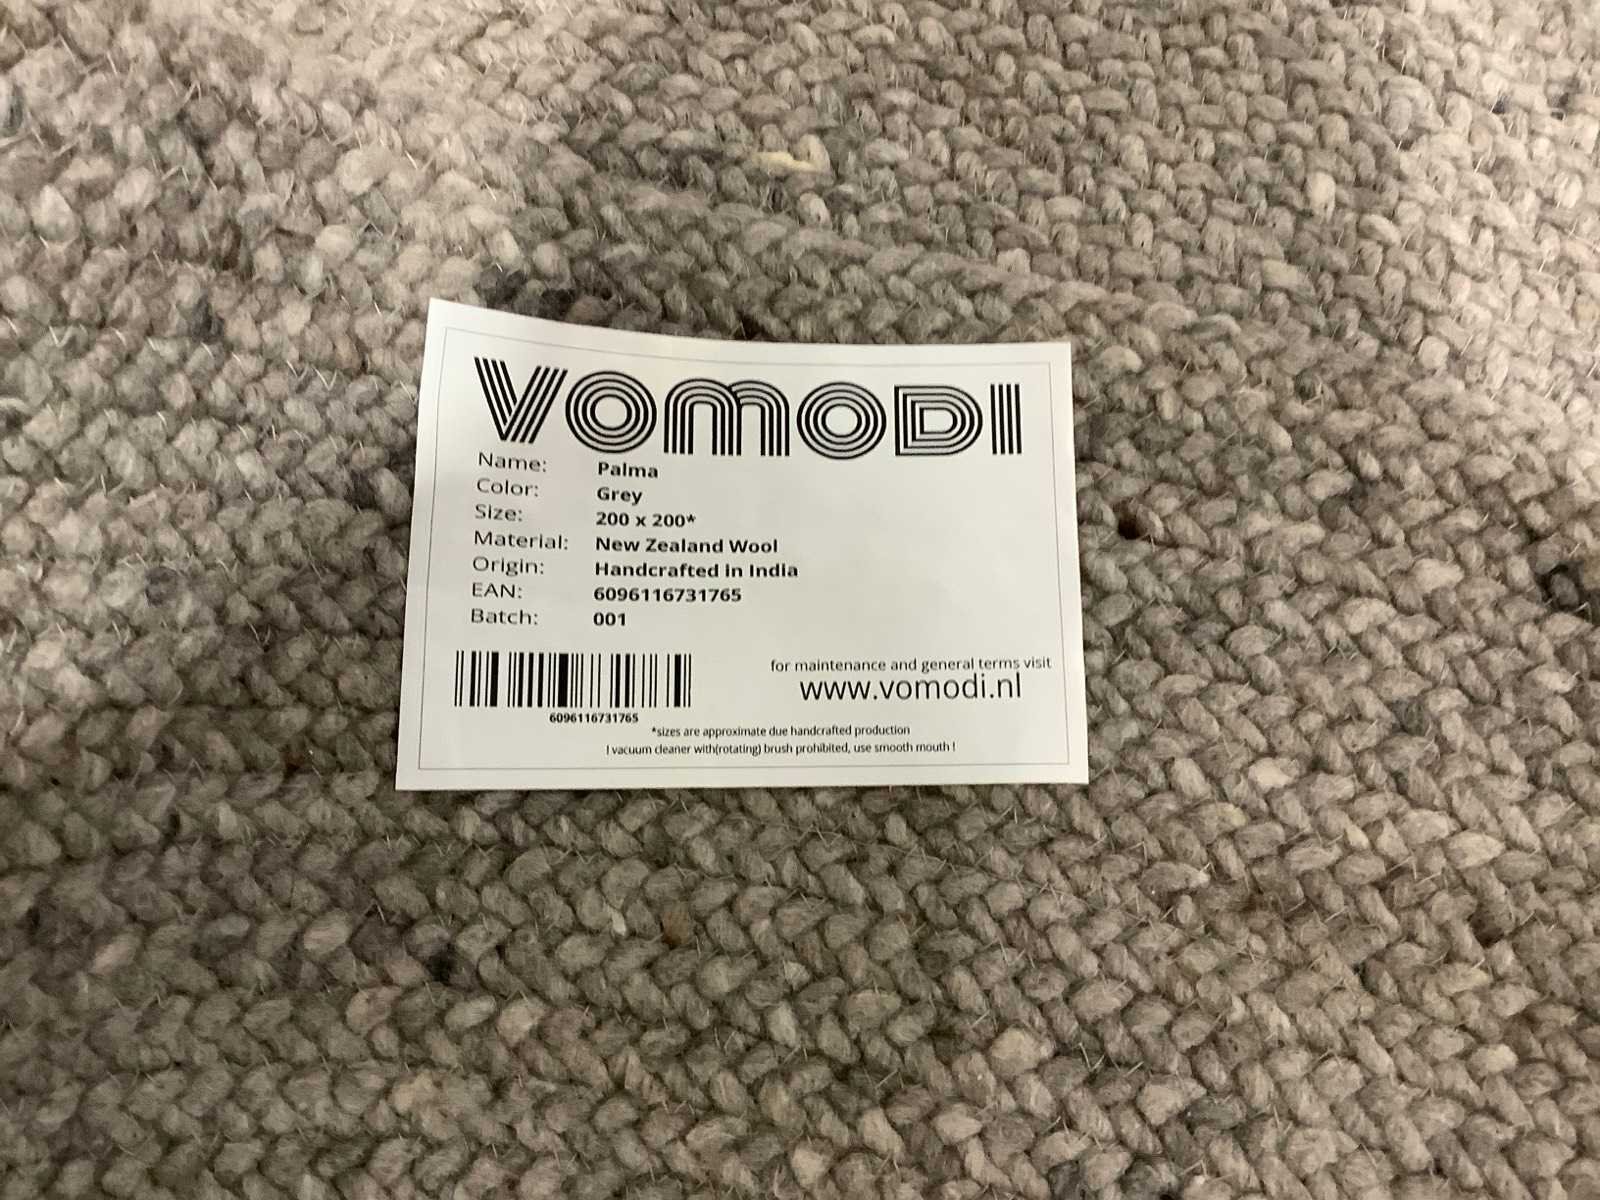 VOMODI
Name: Palma
Color: Grey
Size: 200 x 200*
Material: New Zealand Wool
Origin: Handcrafted in India
EAN: 6096116731765
Batch: 001
6096116731765
for maintenance and general terms visit
www.vomodi.nl
*sizes are approximate due handcrafted production
! vacuum cleaner with(rotating) brush prohibited, use smooth mouth !